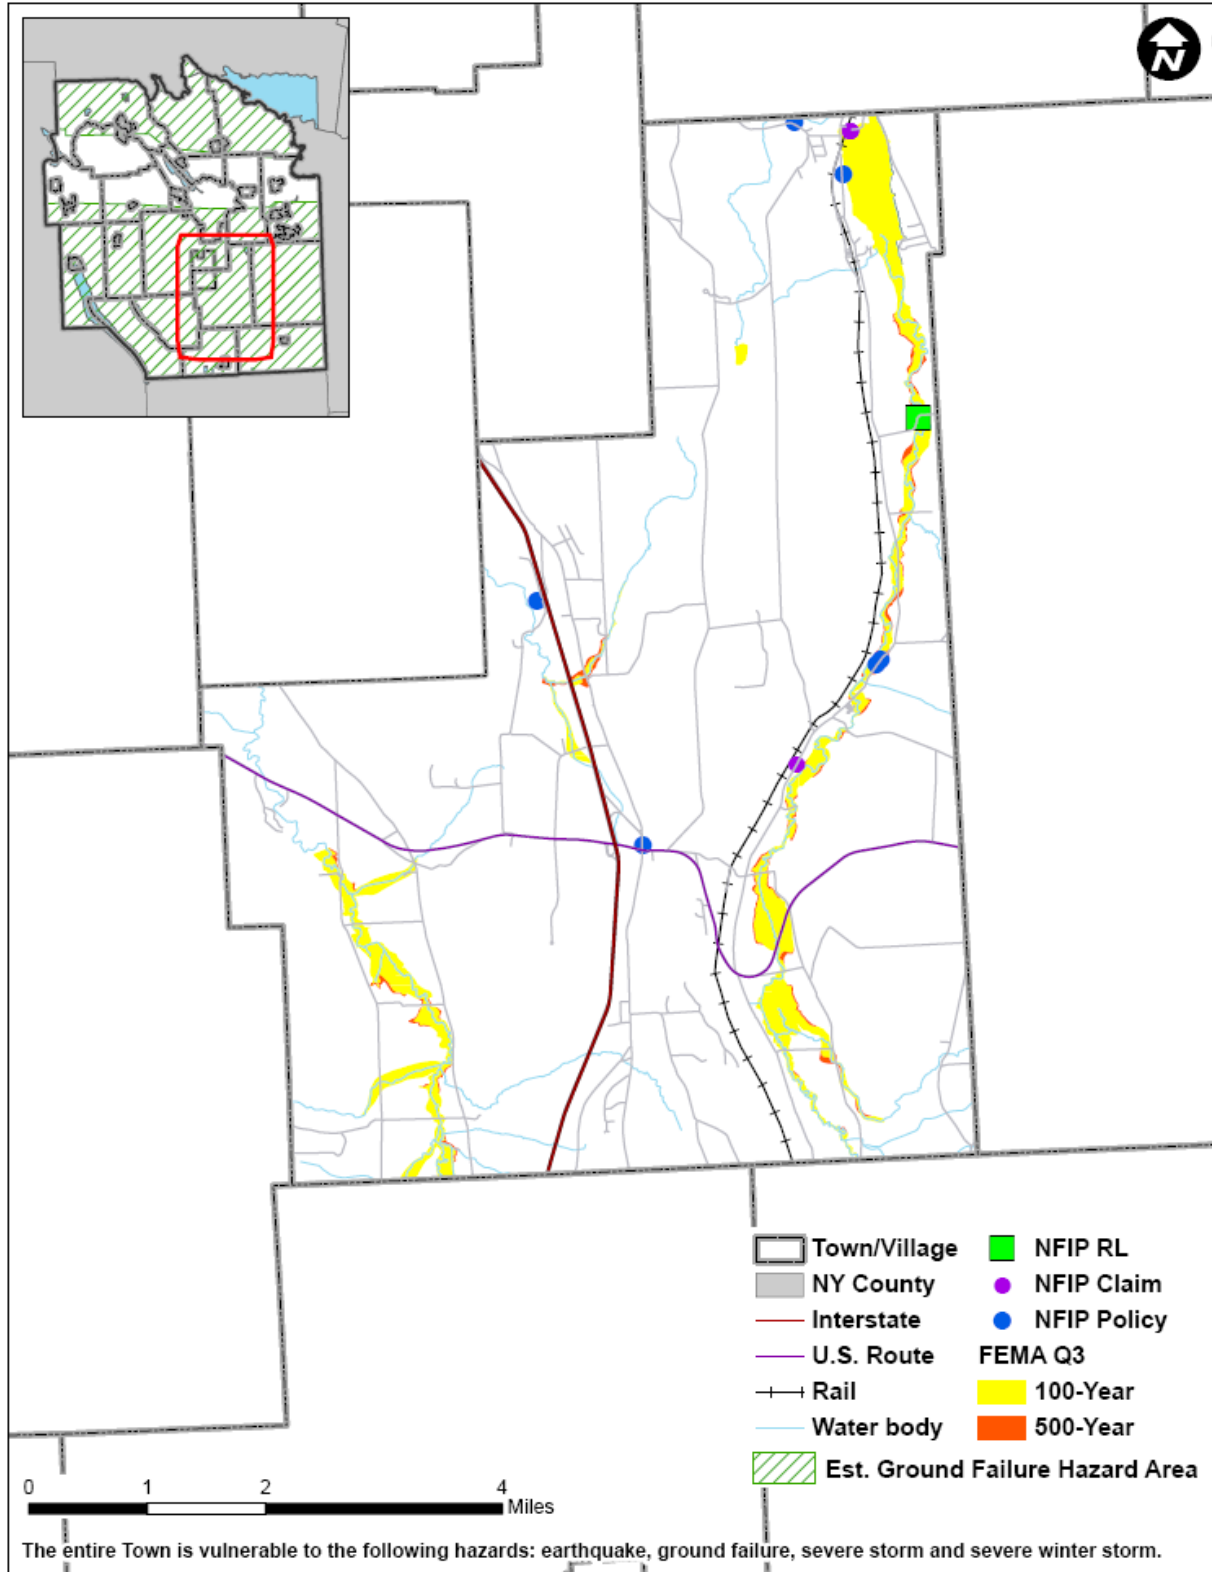 N
Town/Village
NFIP RL
NY County
NFIP Claim
Interstate
NFIP Policy
U.S. Route
FEMA Q3
Rail
100-Year
Water body
500-Year
Est. Ground Failure Hazard Area
0 1 2 4
Miles
The entire Town is vulnerable to the following hazards: earthquake, ground failure, severe storm and severe winter storm.